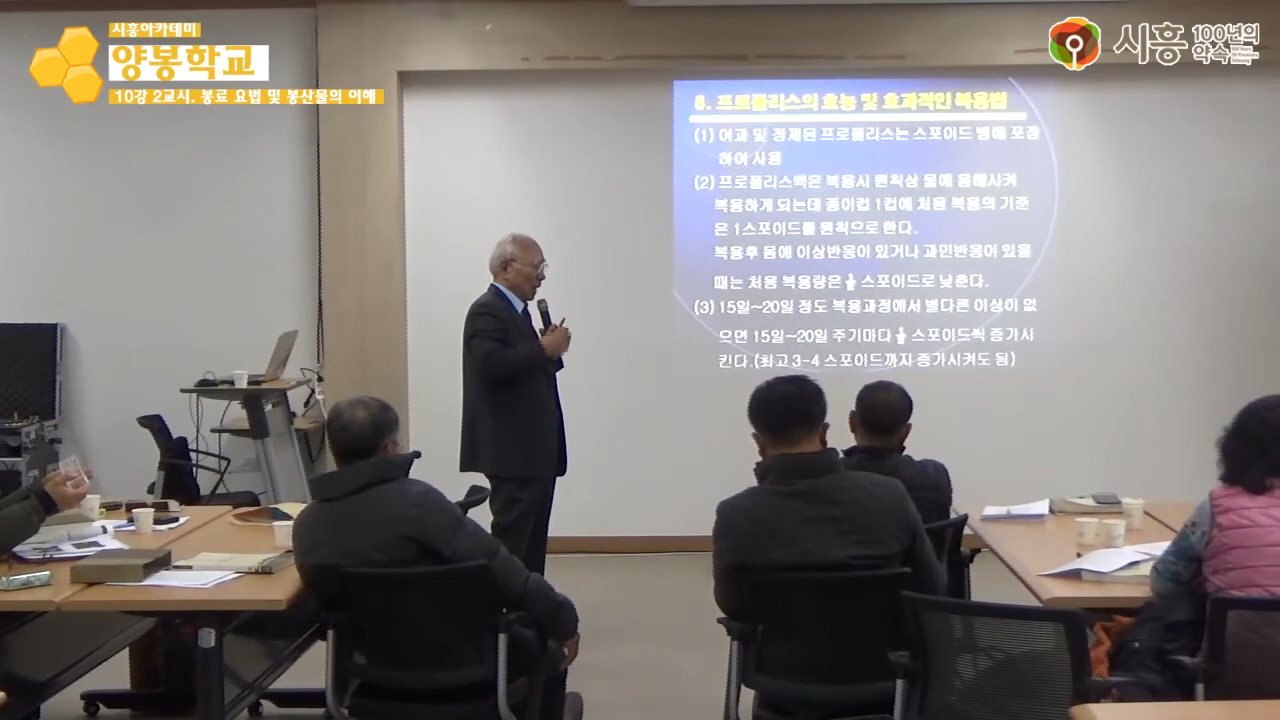 시흥아카데미
양봉학교
10강 2교시. 봉료 요법 및 봉산물의 이해
시흥 100년의
약속
6. 프로폴리스의 효능 및 효과적인 복용법
(1) 여과 및 정제된 프로폴리스는 스포이드 병에 포장
하여 사용
(2) 프로폴리스액은 복용시 원칙상 물에 용해시켜
복용하게 되는데 종이컵 1컵에 처음 복용의 기준
은 1스포이드를 원칙으로 한다.
복용후 몸에 이상반응이 있거나 과민반응이 있을
때는 처음 복용량은 스포이드로 낮춘다.
(3) 15일~20일 정도 복용과정에서 별다른 이상이 없
으면 15일~20일 주기마다 스포이드씩 증가시
킨다.(최고 3-4 스포이드까지 증가시켜도 됨)